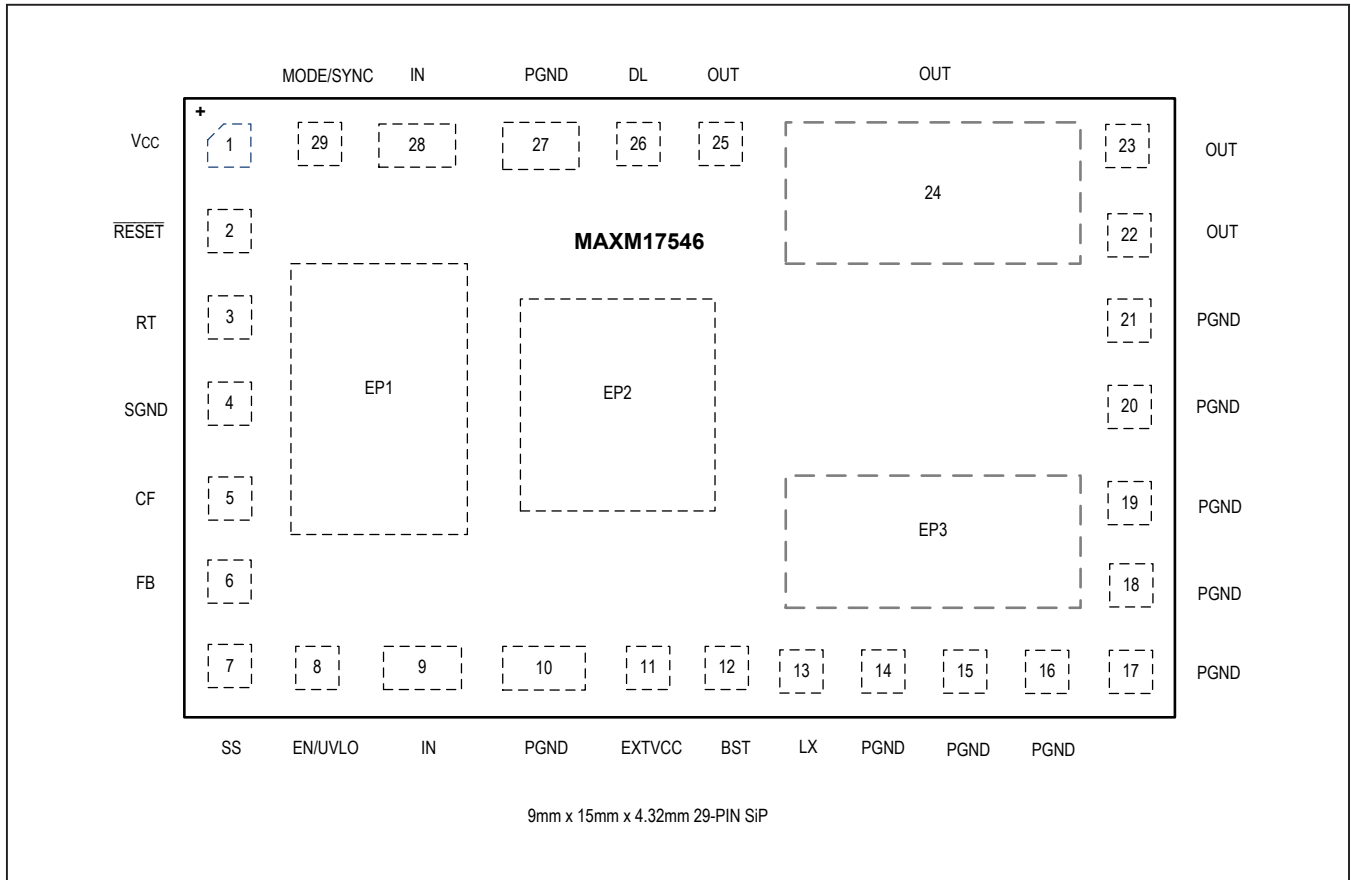 MODE/SYNC IN PGND DL OUT OUT
+
VCC 1 29 28 27 26 25 24 23 OUT
RESET 2 MAXM17546 22 OUT
RT 3 21 PGND
SGND 4 EP1 EP2 20 PGND
CF 5 EP3 19 PGND
FB 6 18 PGND
7 8 9 10 11 12 13 14 15 16 17 PGND
SS EN/UVLO IN PGND EXTVCC BST LX PGND PGND PGND
9mm x 15mm x 4.32mm 29-PIN SiP